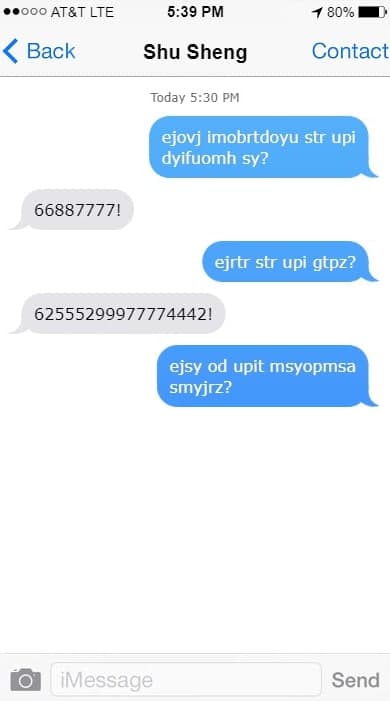 AT&T LTE 5:39 PM 80%
Back Shu Sheng Contact
Today 5:30 PM
ejovj imobrtdoyu str upi
dyifuomh sy?
66887777!
ejrtr str upi gtpz?
62555299977774442!
ejsy od upit msyopmsa
smyjrz?
iMessage Send